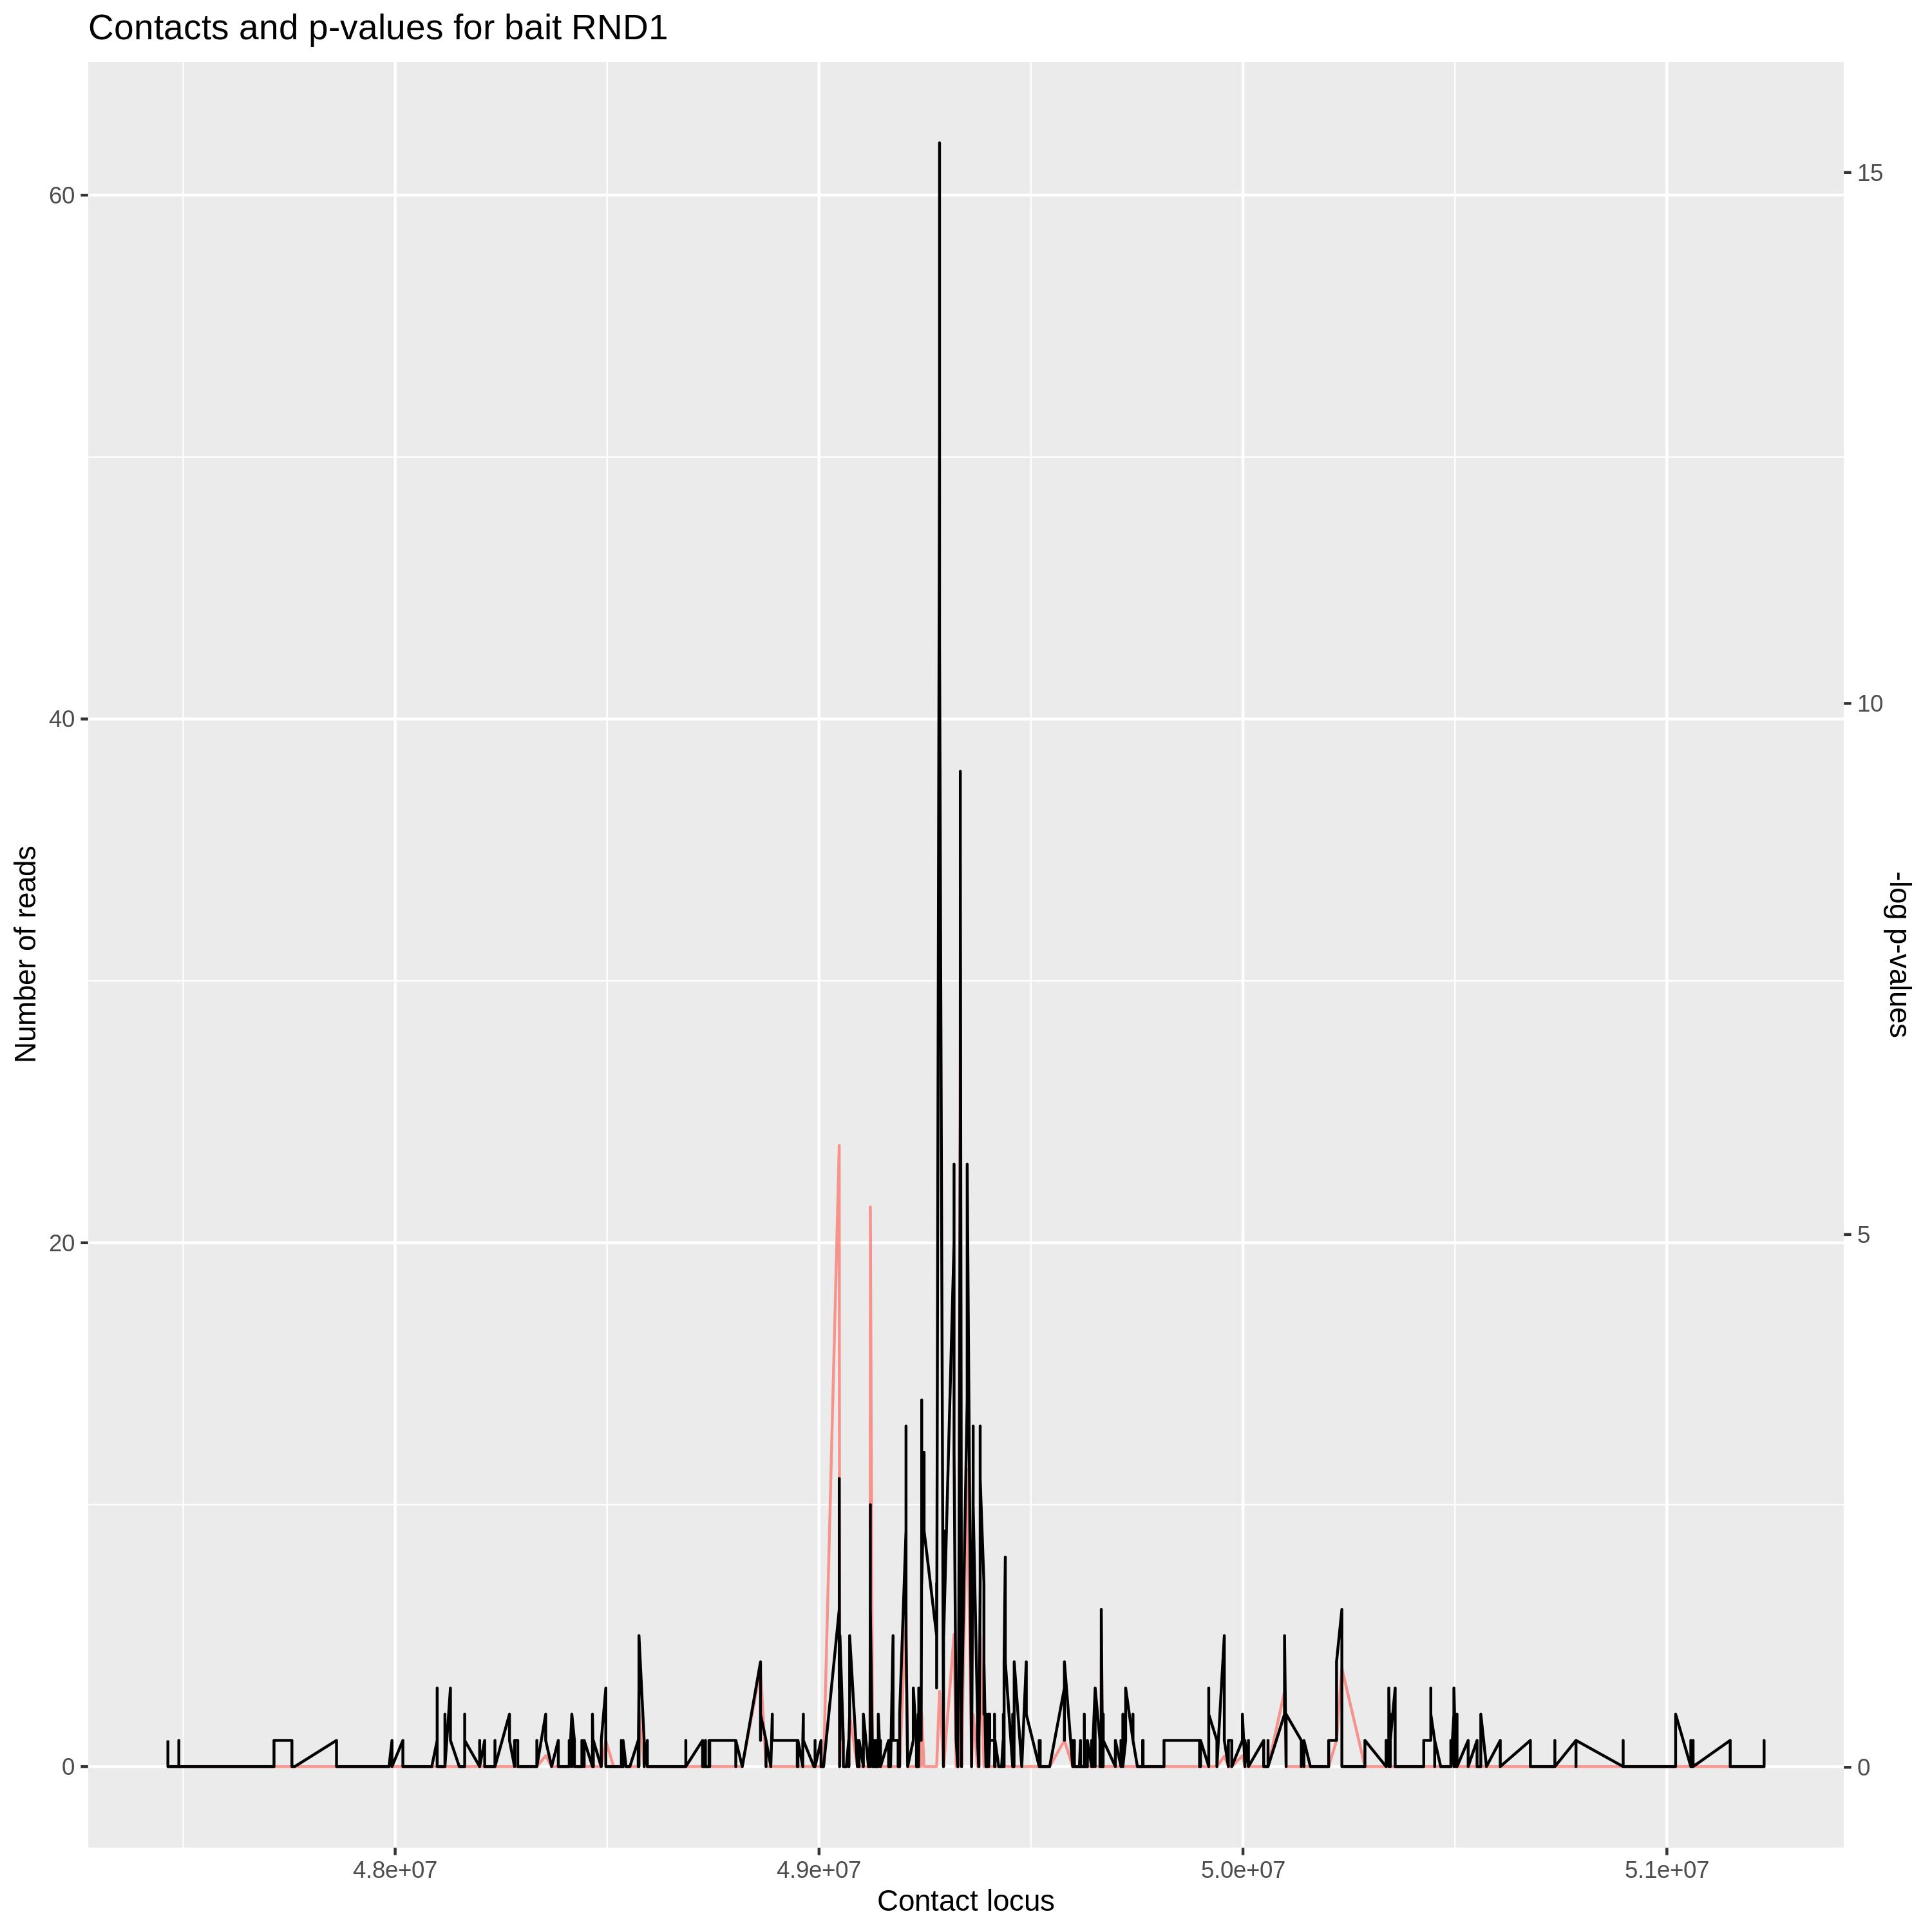 Contacts and p-values for bait RND1
60
40
20
0
Number of reads
15
10
5
0
-log p-values
4.8e+07
4.9e+07
5.0e+07
5.1e+07
Contact locus